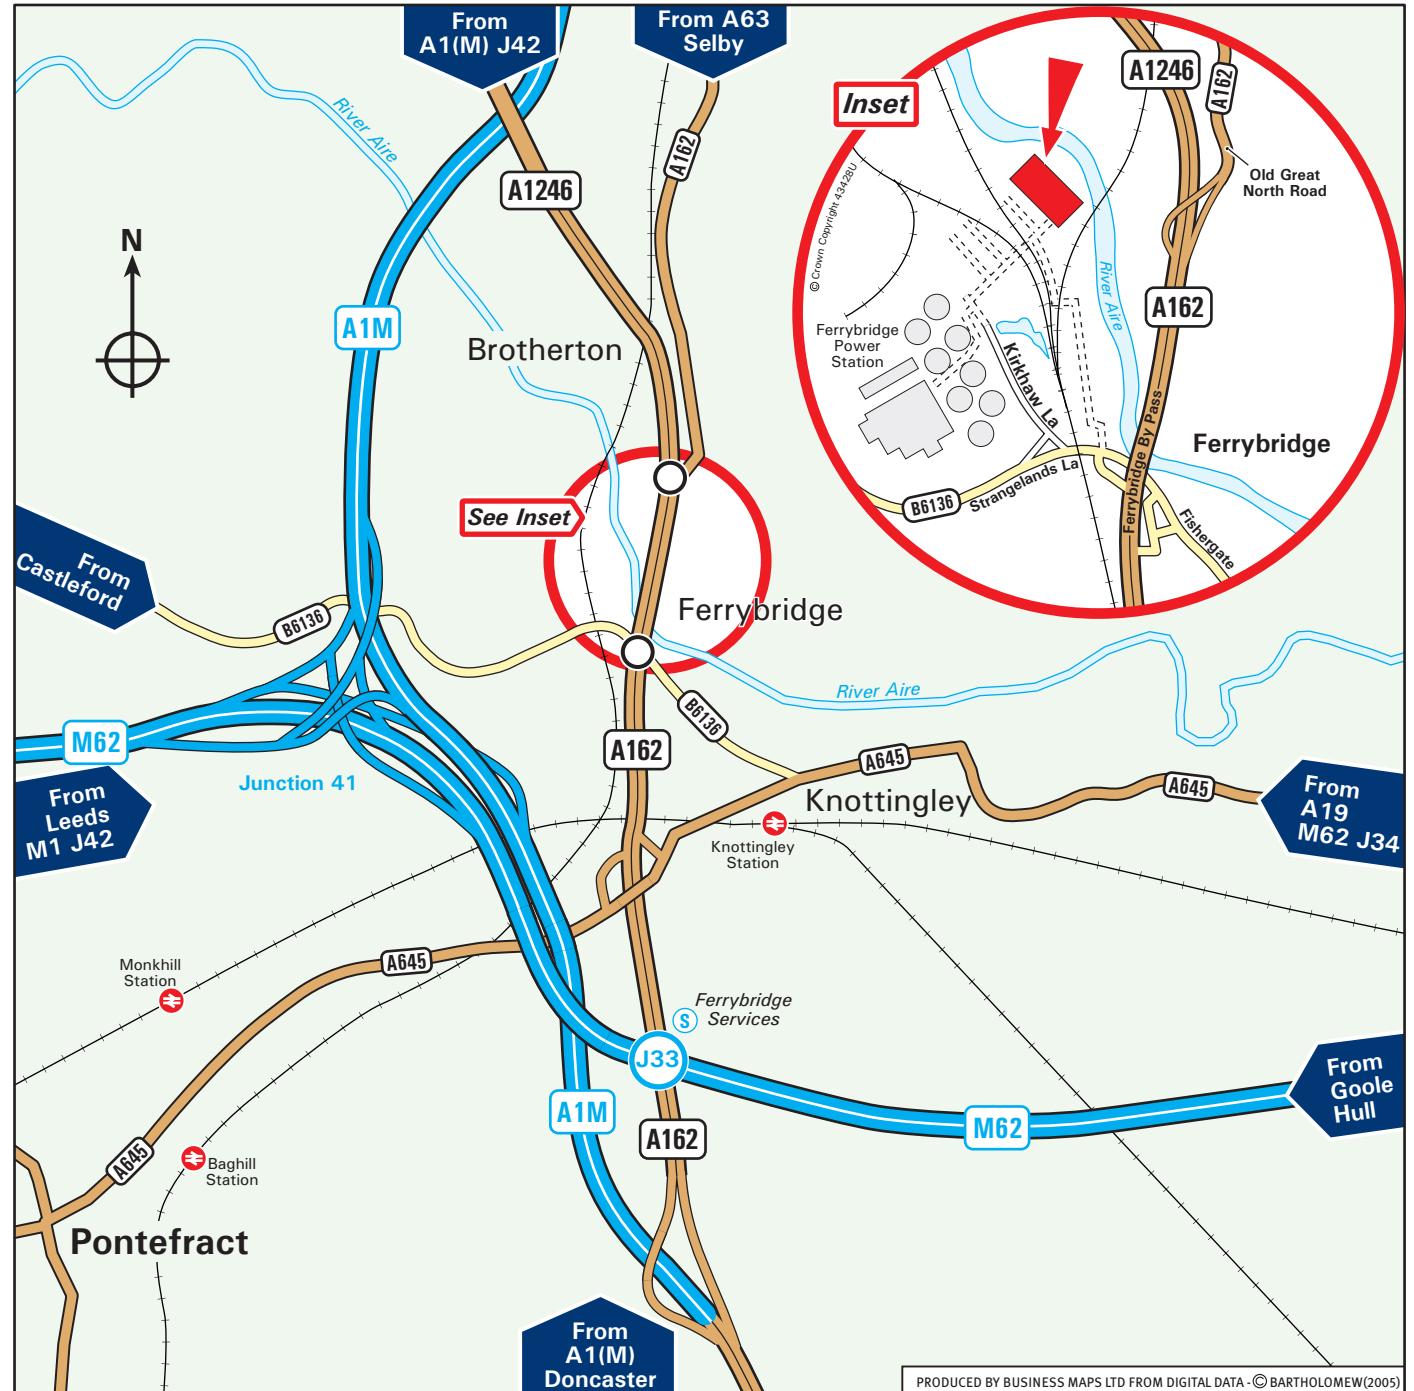 From
A1(M) J42
From A63
Selby
A1246
A162
Inset
Old Great
North Road
© Crown Copyright 43428U
River Aire
A162
A1246
N
River Aire
A162
A1M
Brotherton
Ferrybridge
Power
Station
Kirkhaw La
Ferrybridge By Pass
Ferrybridge
Strangelands La
B6136
Fishergate
See Inset
From
Castleford
B6136
Ferrybridge
River Aire
B6136
M62
A162
A645
Junction 41
From
Leeds
M1 J42
Knottingley
A645
From
A19
M62 J34
Knottingley
Station
A645
Monkhill
Station
Ferrybridge
Services
S
J33
From
Goole
Hull
A1M
M62
A162
A645
Baghill
Station
Pontefract
From
A1(M)
Doncaster
PRODUCED BY BUSINESS MAPS LTD FROM DIGITAL DATA - © BARTHOLOMEW(2005)